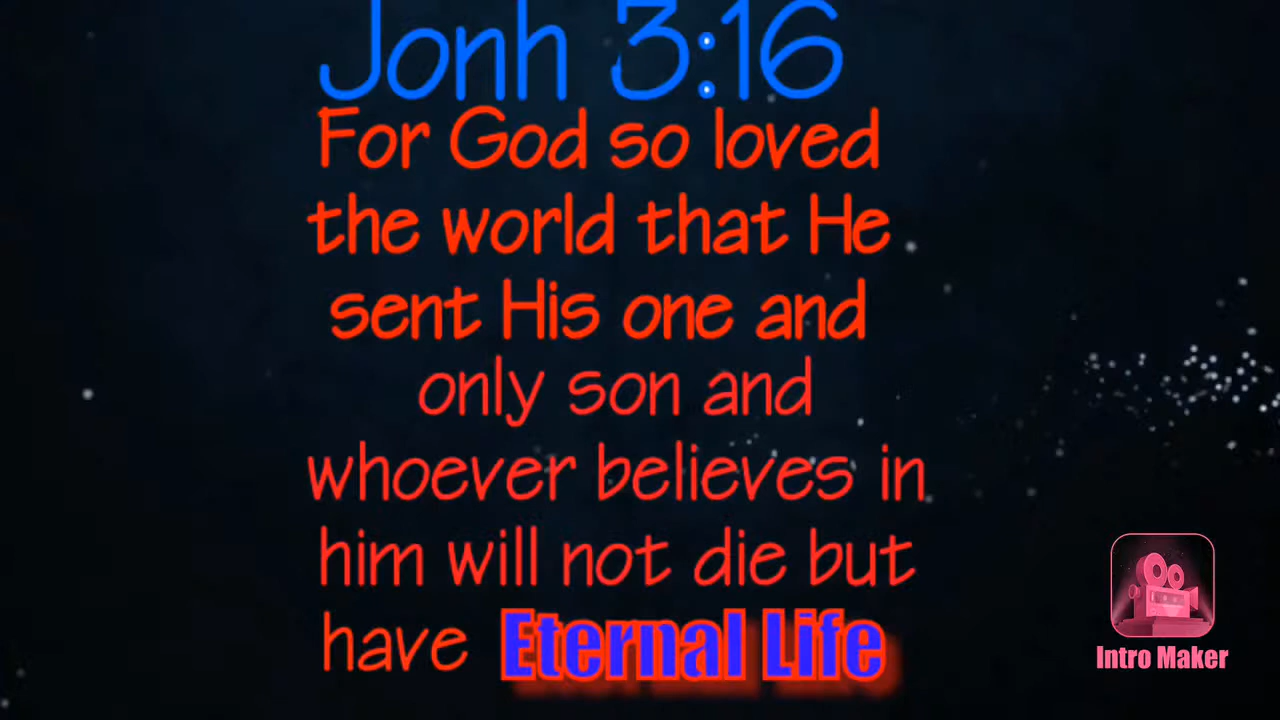 Jonh 3:16
For God so loved
the world that He
sent His one and
only son and
whoever believes in
him will not die but
have Eternal Life
Intro Maker